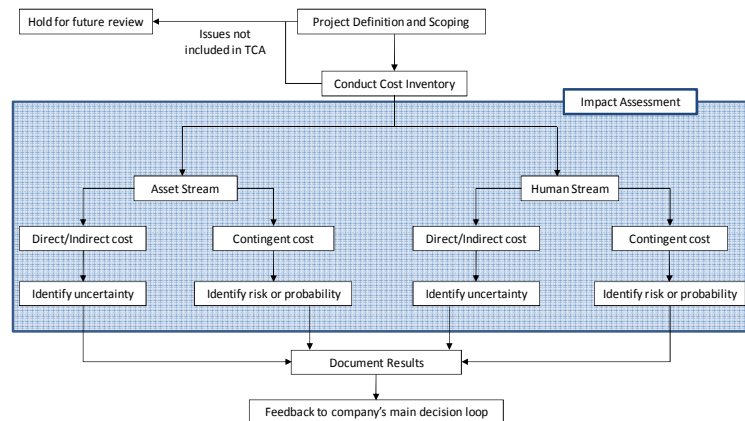 Hold for future review
Project Definition and Scoping
Issues not
included in TCA
Conduct Cost Inventory
Impact Assessment
Asset Stream
Human Stream
Direct/Indirect cost
Contingent cost
Direct/Indirect cost
Contingent cost
Identify uncertainty
Identify risk or probability
Identify uncertainty
Identify risk or probability
Document Results
Feedback to company's main decision loop